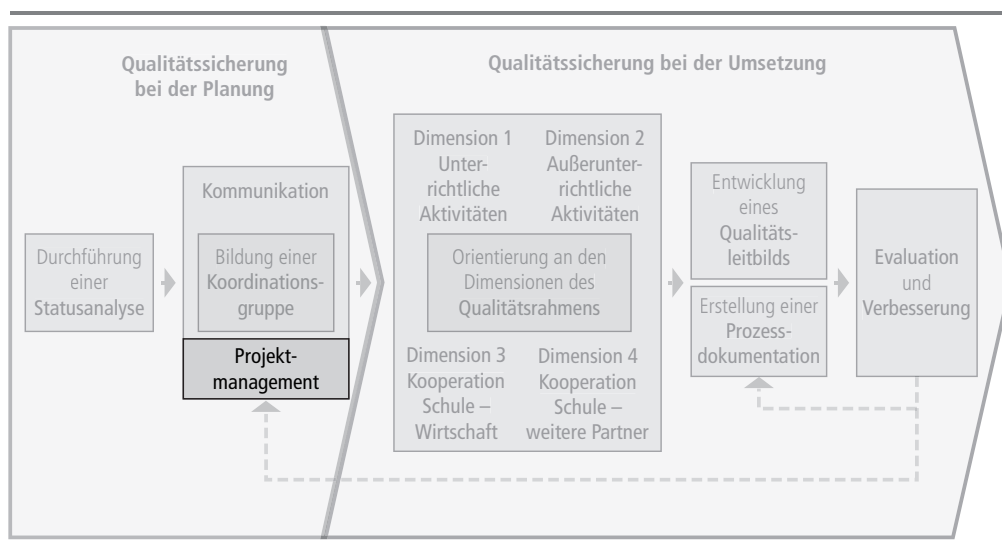 Qualitätssicherung
bei der Planung
Qualitätssicherung bei der Umsetzung
Durchführung
einer
Statusanalyse
Kommunikation
Bildung einer
Koordinations-
gruppe
Projekt-
management
Dimension 1
Unter-
richtliche
Aktivitäten
Dimension 2
Außerunter-
richtliche
Aktivitäten
Orientierung an den
Dimensionen des
Qualitätsrahmens
Dimension 3
Kooperation
Schule –
Wirtschaft
Dimension 4
Kooperation
Schule –
weitere Partner
Entwicklung
eines
Qualitäts-
leitbilds
Erstellung einer
Prozess-
dokumentation
Evaluation
und
Verbesserung